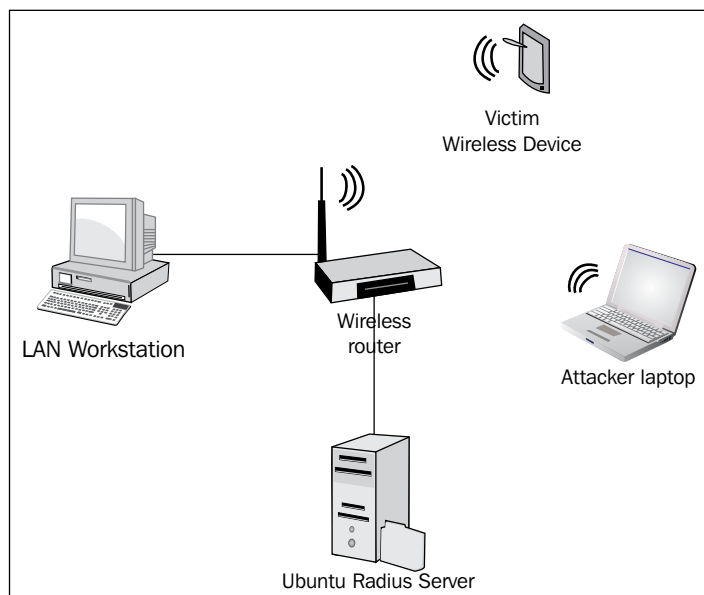 Victim
Wireless Device
Wireless
router
LAN Workstation
Attacker laptop
Ubuntu Radius Server